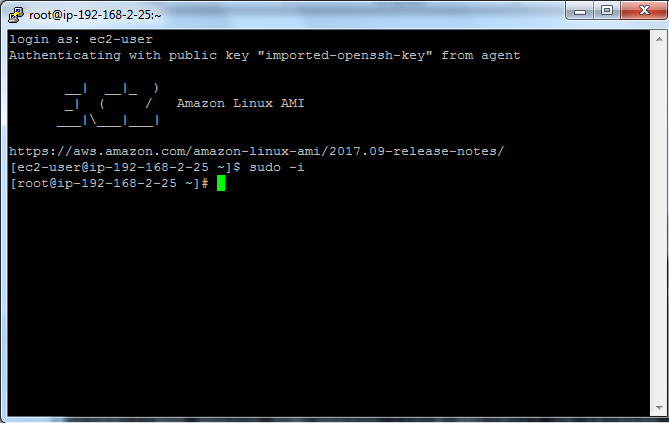 root@ip-192-168-2-25:~
login as: ec2-user
Authenticating with public key "imported-openssh-key" from agent
       __|  __|_  )
       _|  (     /   Amazon Linux AMI
      ___|\___|___|
https://aws.amazon.com/amazon-linux-ami/2017.09-release-notes/
[ec2-user@ip-192-168-2-25 ~]$ sudo -i
[root@ip-192-168-2-25 ~]#